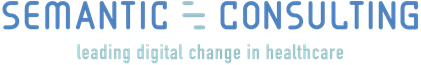 SEMANTIC CONSULTING
leading digital change in healthcare